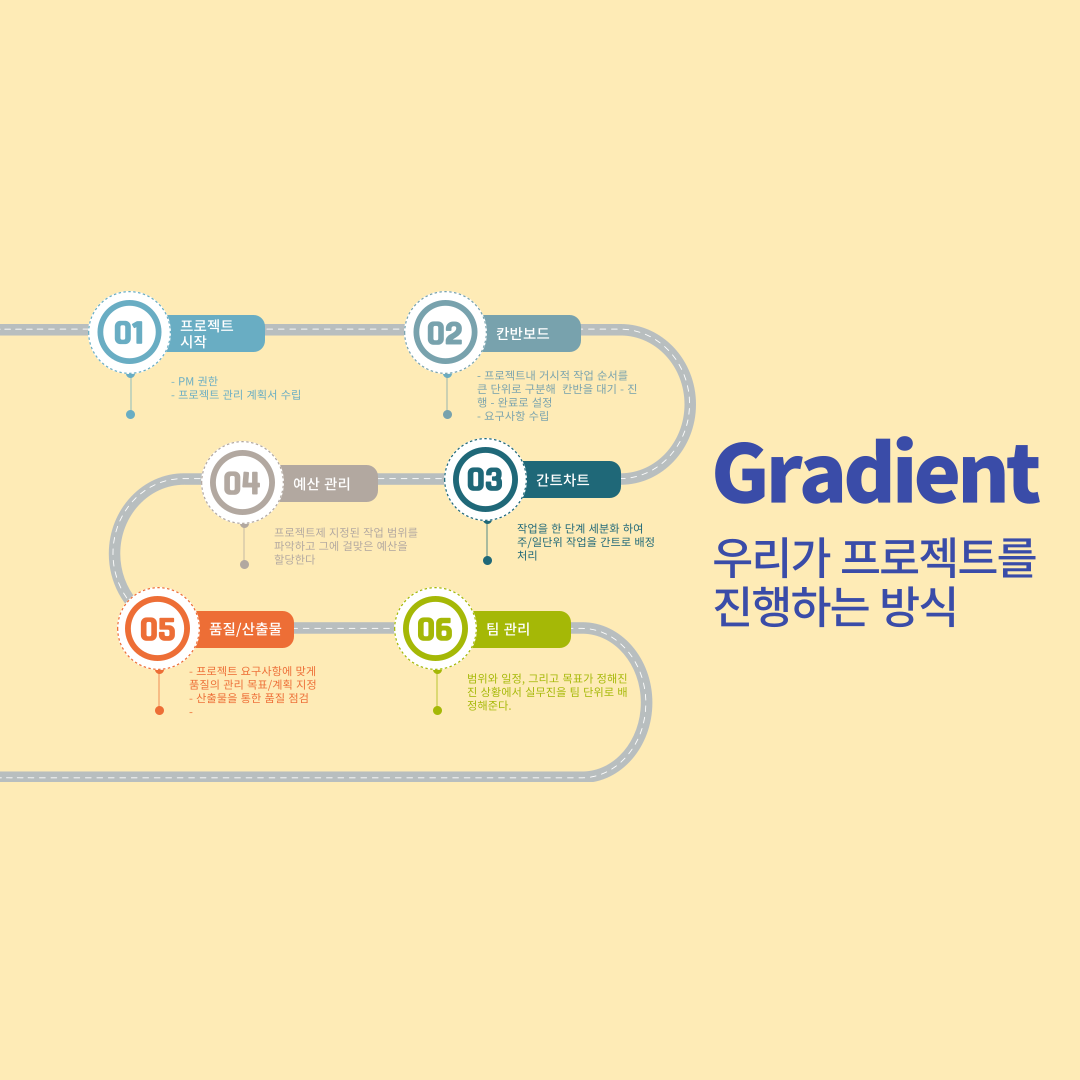 01
프로젝트
시작
- PM 권한
- 프로젝트 관리 계획서 수립
02
칸반보드
- 프로젝트내 거시적 작업 순서를
큰 단위로 구분해  칸반을 대기 - 진
행 - 완료로 설정
- 요구사항 수립
03
간트차트
작업을 한 단계 세분화 하여
주/일단위 작업을 간트로 배정
처리
04
예산 관리
프로젝트제 지정된 작업 범위를
파악하고 그에 걸맞은 예산을
할당한다
05
품질/산출물
- 프로젝트 요구사항에 맞게
품질의 관리 목표/계획 지정
- 산출물을 통한 품질 점검
-
06
팀 관리
범위와 일정, 그리고 목표가 정해진
진 상황에서 실무진을 팀 단위로 배
정해준다.
Gradient
우리가 프로젝트를
진행하는 방식